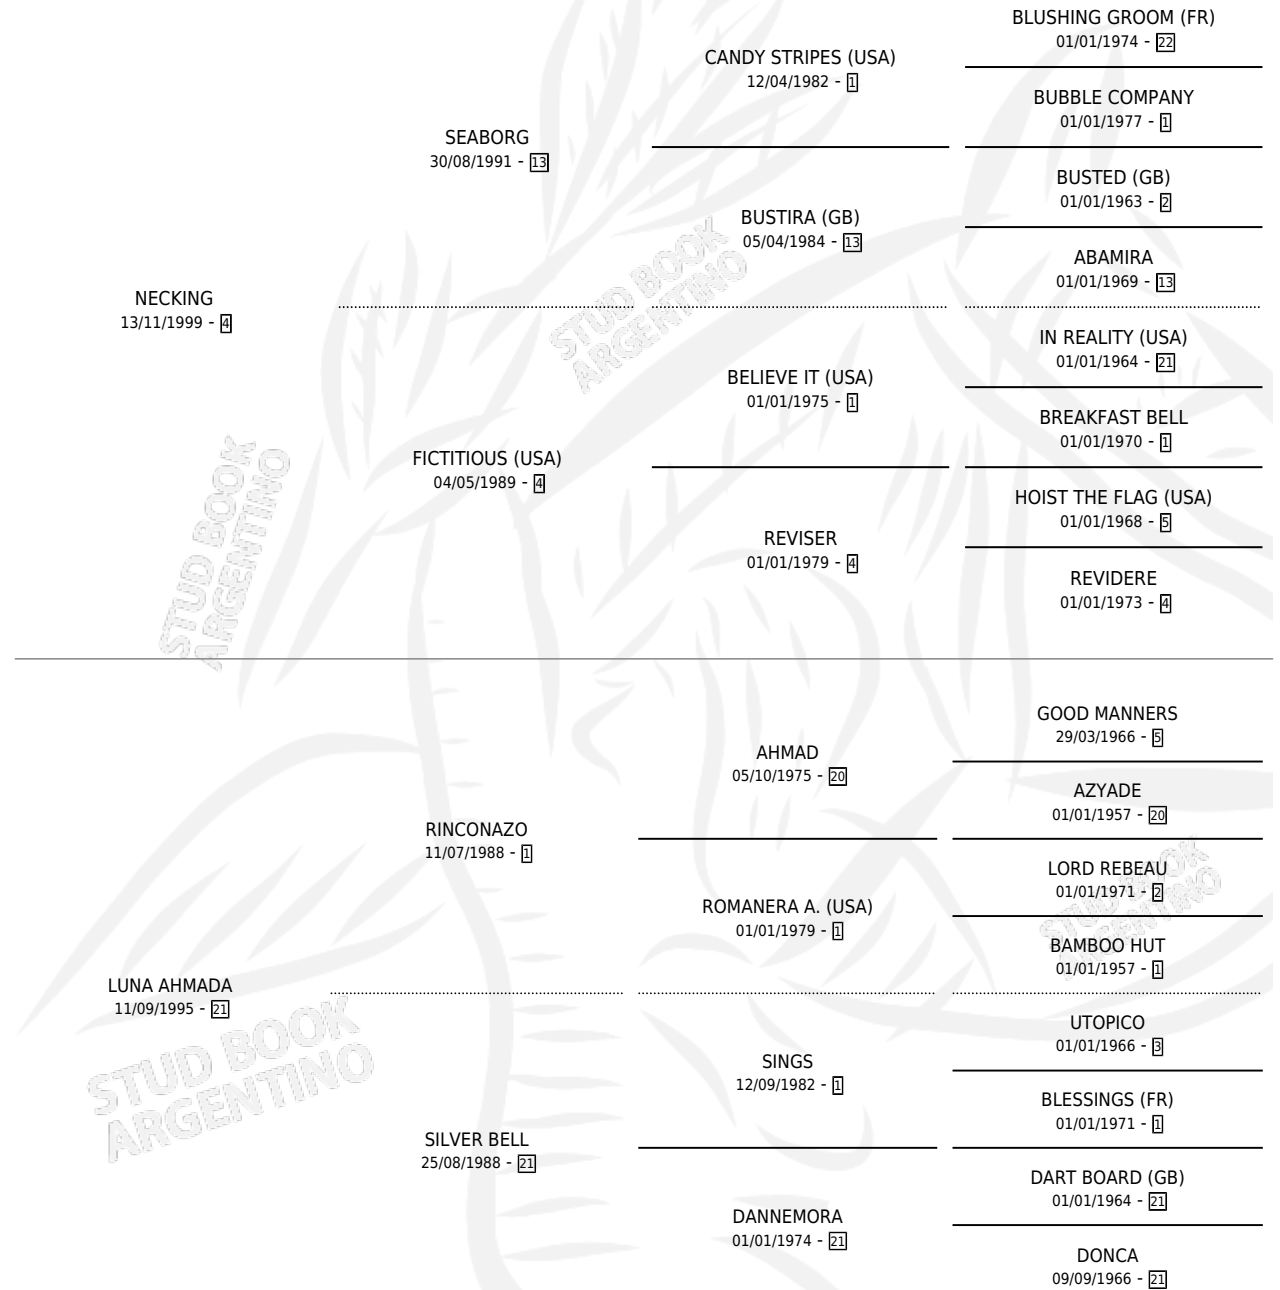 BLUSHING GROOM (FR)
01/01/1974 - 22
CANDY STRIPES (USA)
12/04/1982 - 1
BUBBLE COMPANY
01/01/1977 - 1
SEABORG
30/08/1991 - 13
BUSTED (GB)
01/01/1963 - 2
BUSTIRA (GB)
05/04/1984 - 13
ABAMIRA
01/01/1969 - 13
STUD BOOK
ARGENTINO
NECKING
13/11/1999 - 4
IN REALITY (USA)
01/01/1964 - 21
BELIEVE IT (USA)
01/01/1975 - 1
BREAKFAST BELL
01/01/1970 - 1
FICTITIOUS (USA)
04/05/1989 - 4
HOIST THE FLAG (USA)
01/01/1968 - 5
REVISER
01/01/1979 - 4
REVIDERE
01/01/1973 - 4
STUD BOOK
ARGENTINO
GOOD MANNERS
29/03/1966 - 5
AHMAD
05/10/1975 - 20
AZYADE
01/01/1957 - 20
RINCONAZO
11/07/1988 - 1
LORD REBEAU
01/01/1971 - 2
ROMANERA A. (USA)
01/01/1979 - 1
STUD BOOK
ARGENTINO
BAMBOO HUT
01/01/1957 - 1
LUNA AHMADA
11/09/1995 - 21
UTOPICO
01/01/1966 - 3
SINGS
12/09/1982 - 1
BLESSINGS (FR)
01/01/1971 - 1
STUD BOOK
ARGENTINO
SILVER BELL
25/08/1988 - 21
DART BOARD (GB)
01/01/1964 - 21
DANNEMORA
01/01/1974 - 21
DONCA
09/09/1966 - 21